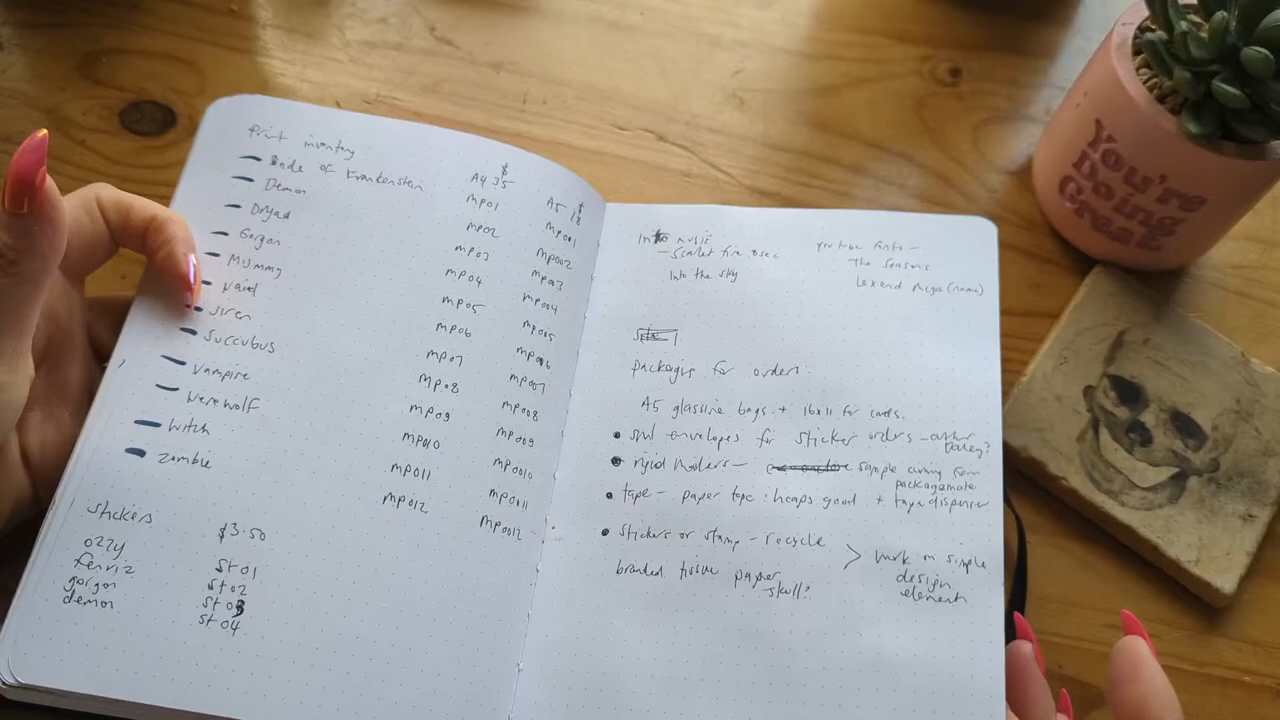 Print inventory
A4 $35
A5 $18
Bride of Frankenstein MP01 MP001
Demon MP02 MP002
Dryad MP03 MP003
Gorgon MP04 MP004
Mummy MP05 MP005
Naiad MP06 MP006
Siren MP07 MP007
Succubus MP08 MP008
Vampire MP09 MP009
Werewolf MP010 MP0010
Witch MP011 MP0011
Zombie MP012 MP0012
Stickers $3.50
ozzy St01
fenriz St02
gorgon St03
demon St04
Into music
- Scarlet fire
Into the sky
Youtube fonts -
The Seasons
(name)
packaging for orders.
A5 glassine bags. + 16x11 for cards.
envelopes for sticker orders -
rigid mailers - sample coming from
packagemate
tape - paper tape: heaps good + tape dispenser
stickers or stamp - recycle
branded tissue paper
skull?
> work on simple
design
element
You're
Doing
Great